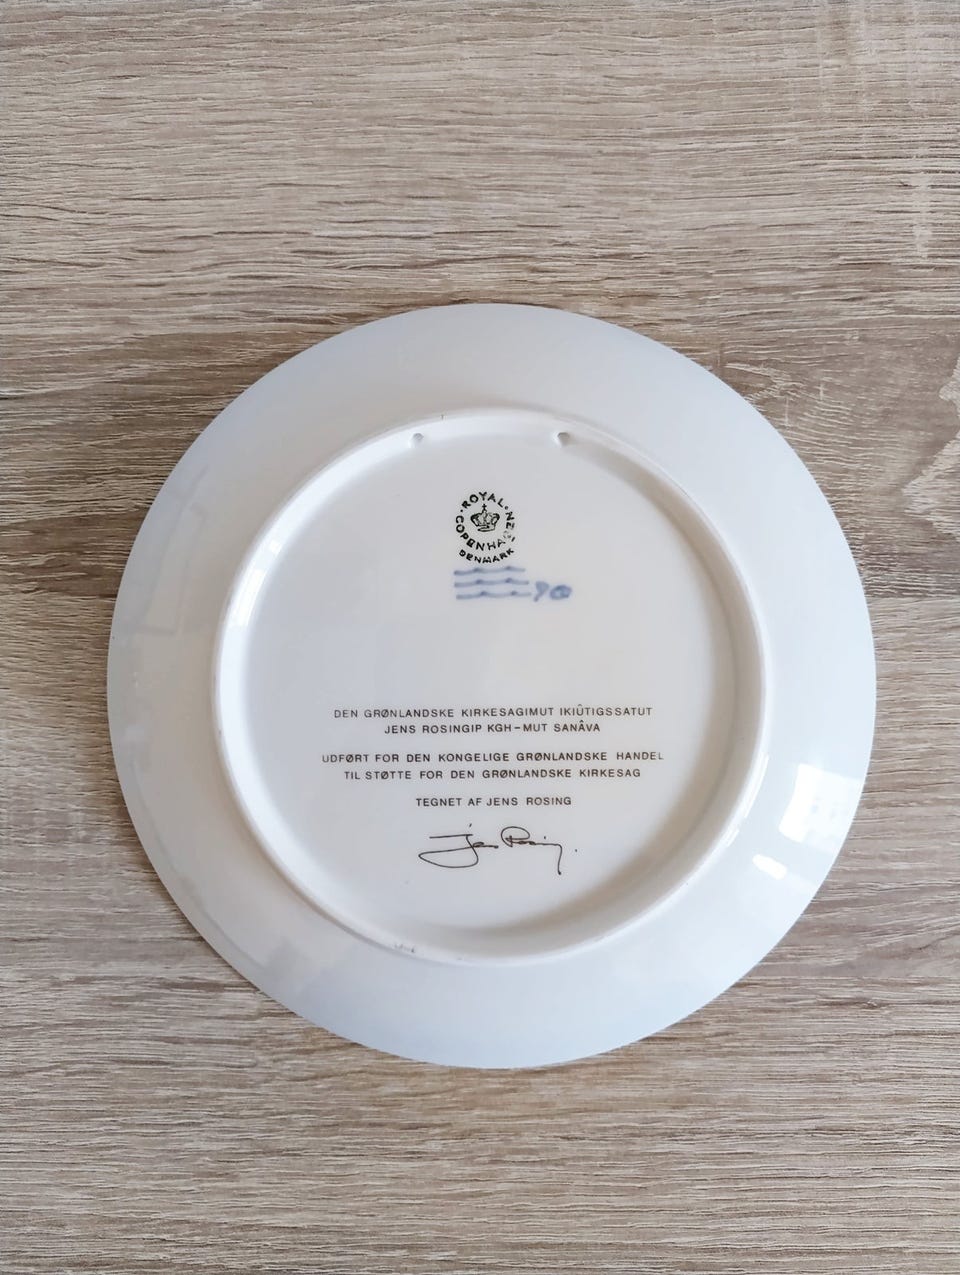 ROYAL COPENHAGEN
DENMARK
DEN GRØNLANDSKE KIRKESAGIMUT IKIÛTIGSSATUT
JENS ROSINGIP KGH-MUT SANÂVA
UDFØRT FOR DEN KONGELIGE GRØNLANDSKE HANDEL
TIL STØTTE FOR DEN GRØNLANDSKE KIRKESAG
TEGNET AF JENS ROSING
Jens Rosing.